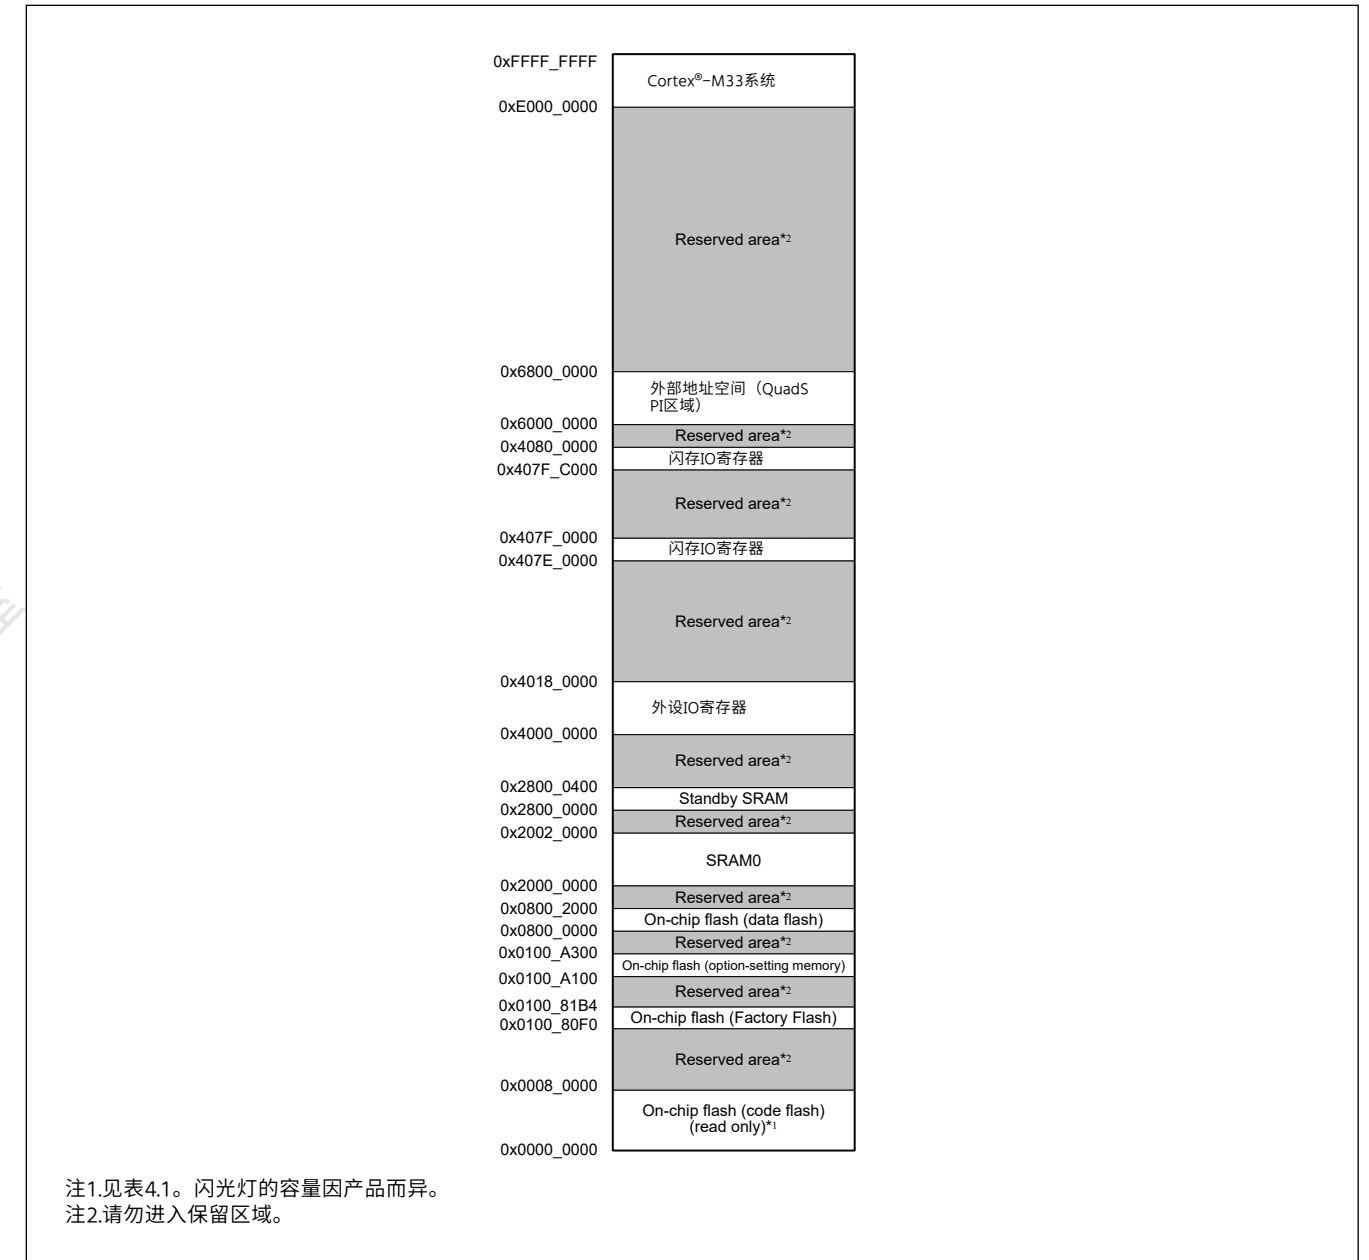 0xFFFF_FFFF
Cortex®-M33系统
0xE000_0000
Reserved area*2
0x6800_0000
外部地址空间（QuadS
PI区域）
0x6000_0000
Reserved area*2
0x4080_0000
闪存IO寄存器
0x407F_C000
Reserved area*2
0x407F_0000
闪存IO寄存器
0x407E_0000
Reserved area*2
0x4018_0000
外设IO寄存器
0x4000_0000
Reserved area*2
0x2800_0400
Standby SRAM
0x2800_0000
Reserved area*2
0x2002_0000
SRAM0
0x2000_0000
Reserved area*2
0x0800_2000
On-chip flash (data flash)
0x0800_0000
Reserved area*2
0x0100_A300
On-chip flash (option-setting memory)
0x0100_A100
Reserved area*2
0x0100_81B4
On-chip flash (Factory Flash)
0x0100_80F0
Reserved area*2
0x0008_0000
On-chip flash (code flash)
(read only)*1
0x0000_0000
注1.见表4.1。闪光灯的容量因产品而异。
注2.请勿进入保留区域。